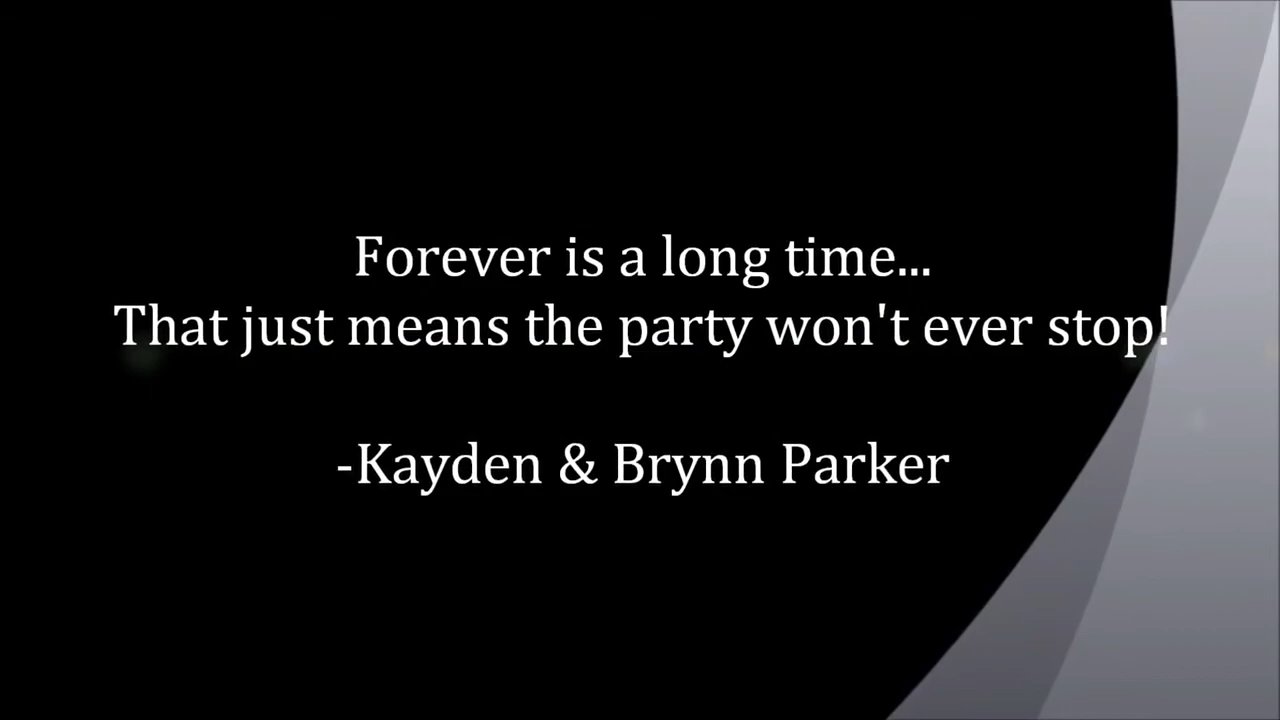 Forever is a long time...
That just means the party won't ever stop!
-Kayden & Brynn Parker